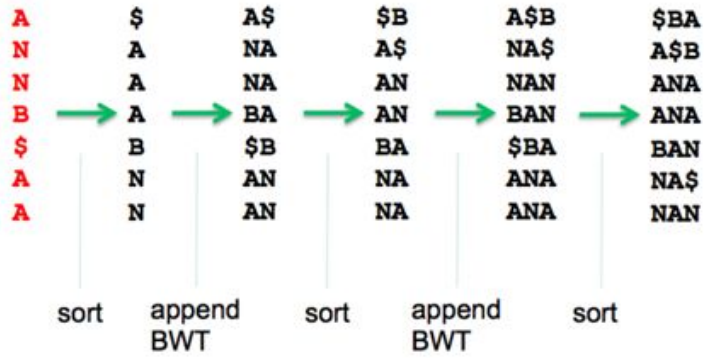 A $ A$ $B A$B $BA
N A NA A$ NA$ A$B
N A NA AN NAN ANA
B A BA AN BAN ANA
$ B $B BA $BA BAN
A N AN NA ANA NA$
A N AN NA ANA NAN
sort append sort append sort
BWT BWT